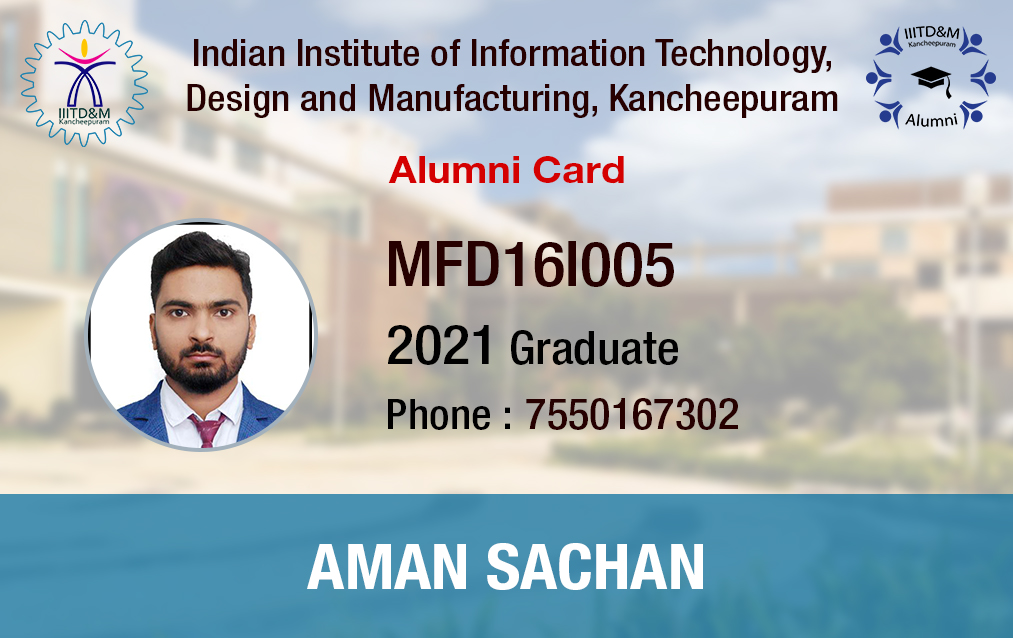 Indian Institute of Information Technology,
Design and Manufacturing, Kancheepuram
IIITD&M
Kancheepuram
IIITD&M
Kancheepuram
Alumni
Alumni Card
MFD16I005
2021 Graduate
Phone : 7550167302
AMAN SACHAN